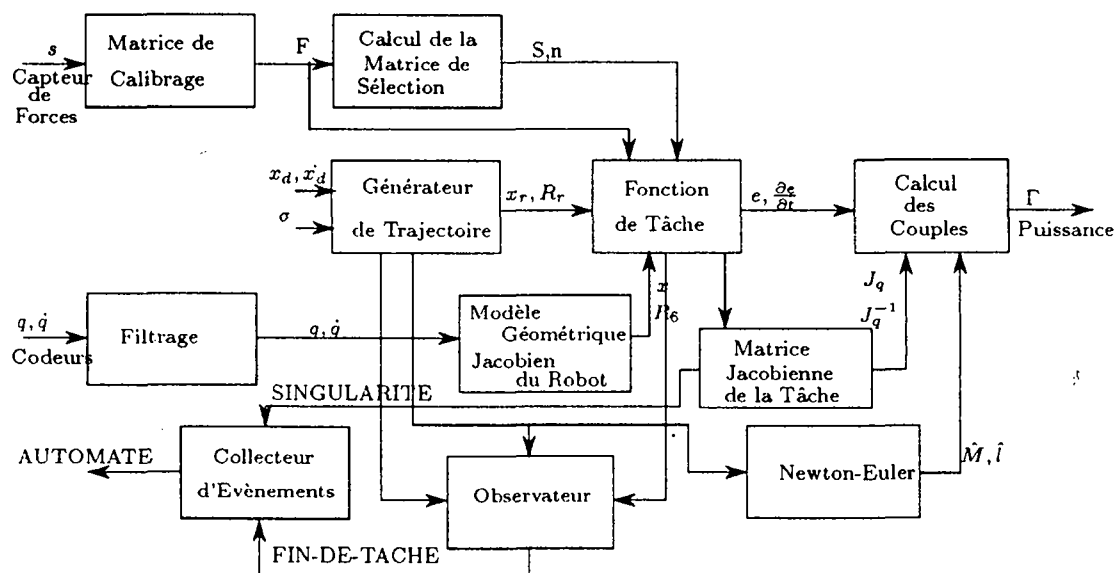 s
Capteur
de
Forces
Matrice de
Calibrage
F
Calcul de la
Matrice de
Sélection
S,n
x_d, ẋ_d
σ
Générateur
de Trajectoire
x_r, R_r
Fonction
de Tâche
e, ∂e/∂t
Calcul
des
Couples
Γ
Puissance
q, q̇
Codeurs
Filtrage
q, q̇
Modèle
Géométrique
Jacobien
du Robot
x
R_6
J_q
J_q^{-1}
Matrice
Jacobienne
de la Tâche
SINGULARITE
AUTOMATE
Collecteur
d'Evènements
Observateur
Newton-Euler
M̂, l̂
FIN-DE-TACHE